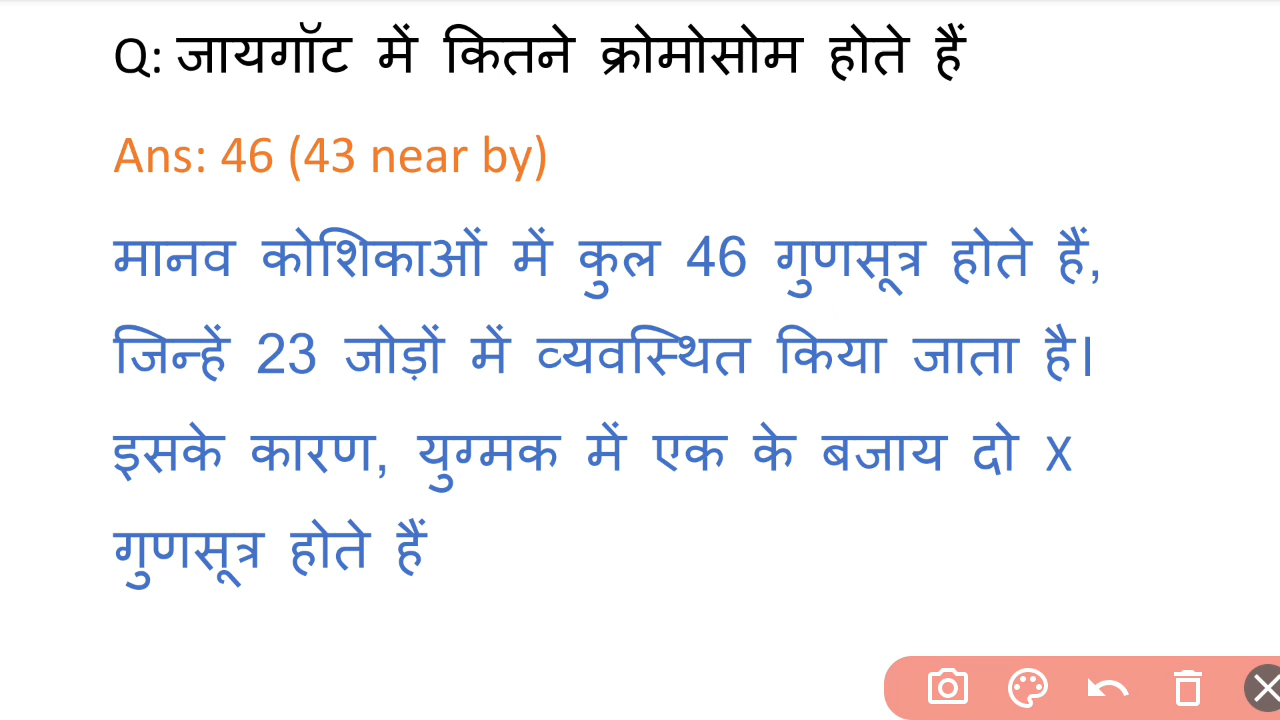 Q: जायगॉट में कितने क्रोमोसोम होते हैं
Ans: 46 (43 near by)
मानव कोशिकाओं में कुल 46 गुणसूत्र होते हैं,
जिन्हें 23 जोड़ों में व्यवस्थित किया जाता है।
इसके कारण, युग्मक में एक के बजाय दो X
गुणसूत्र होते हैं